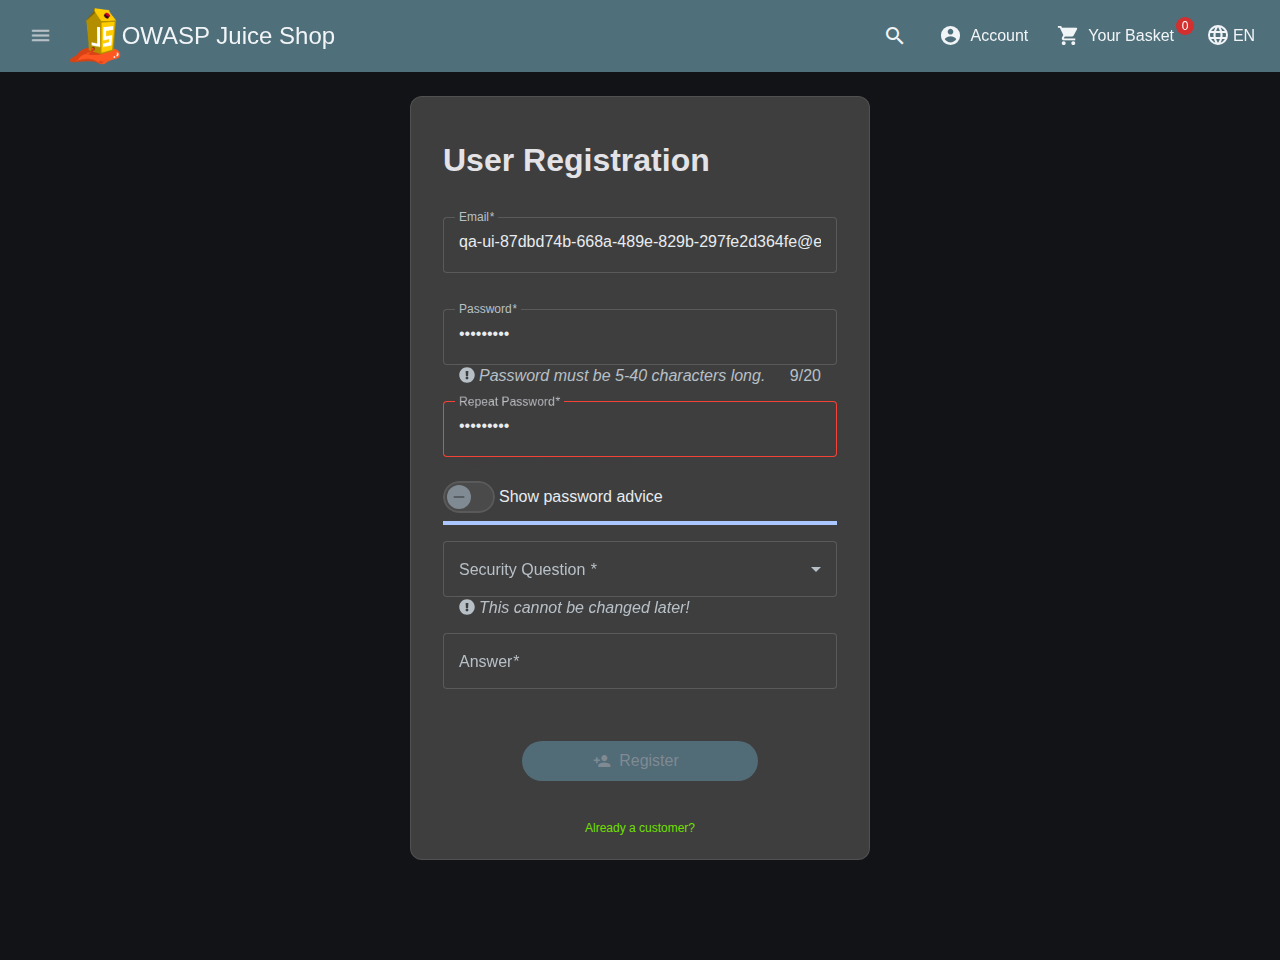 OWASP Juice Shop
Account
Your Basket
0
EN
User Registration
Email*
qa-ui-87dbd74b-668a-489e-829b-297fe2d364fe@e
Password*
•••••••••
Password must be 5-40 characters long.
9/20
Repeat Password*
•••••••••
Show password advice
Security Question *
This cannot be changed later!
Answer*
Register
Already a customer?